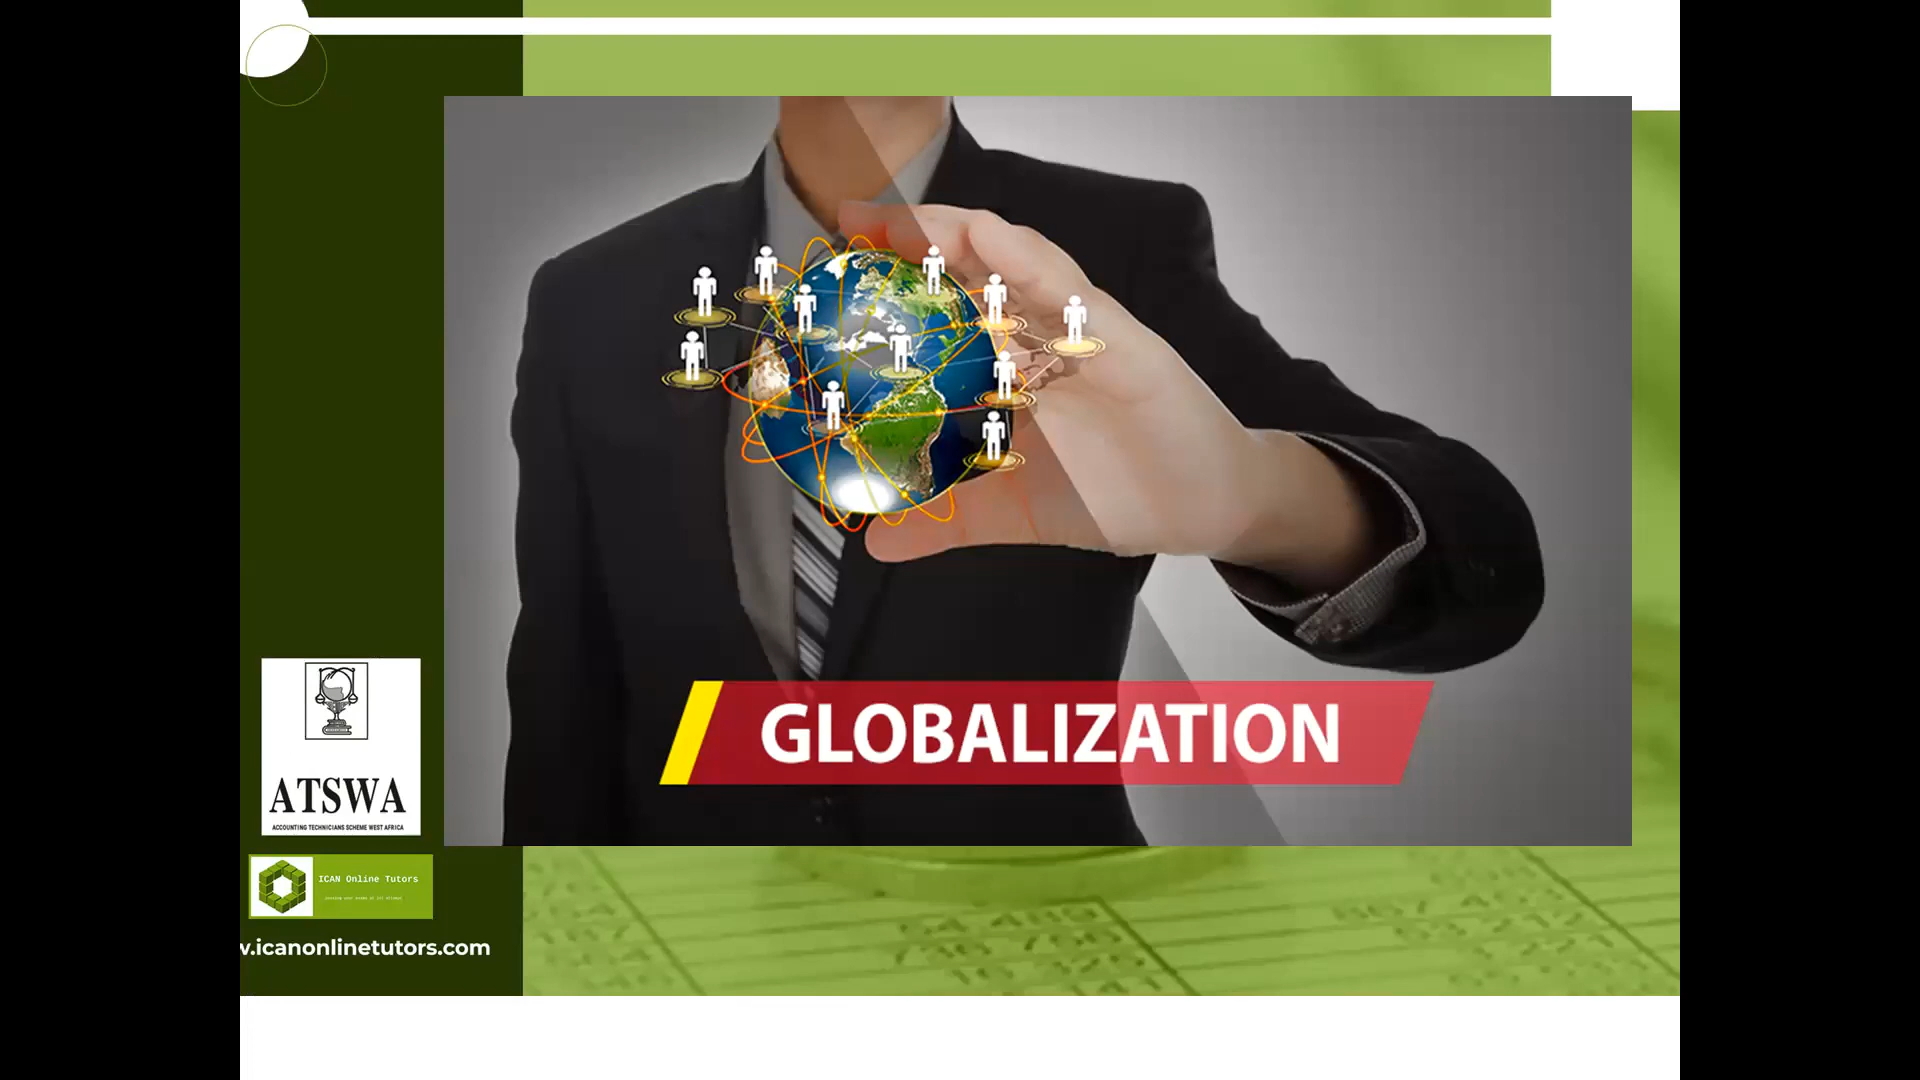 GLOBALIZATION
ATSWA
ACCOUNTING TECHNICIANS SCHEME WEST AFRICA
ICAN Online Tutors
.icanonlinetutors.com